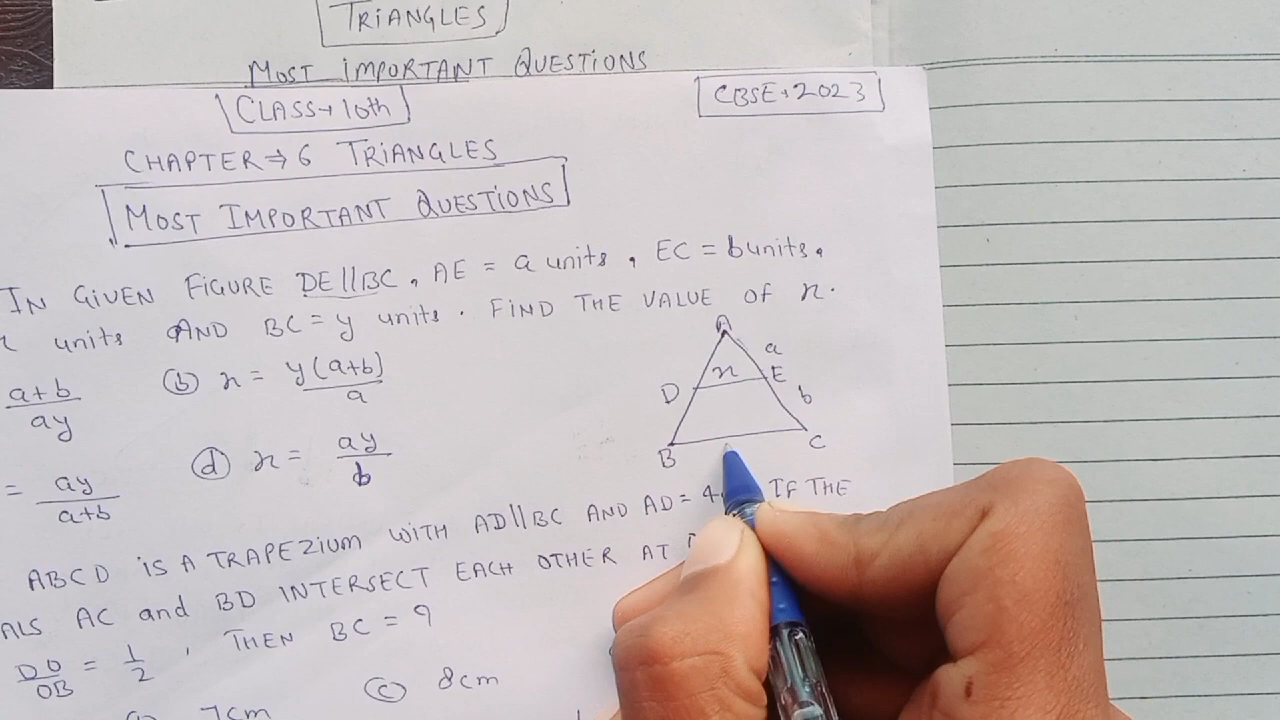 TRIANGLES
MOST IMPORTANT QUESTIONS
CLASS→10th
CBSE→2023
CHAPTER⇒6 TRIANGLES
MOST IMPORTANT QUESTIONS
IN GIVEN FIGURE DE||BC, AE = a units, EC = b units.
units AND BC = y units. FIND THE VALUE OF x.
a+b/ay (b) x = y(a+b)/a
= ay/a+b (d) x = ay/b
A
a
x
D E
b
B C
ABCD IS A TRAPEZIUM WITH AD||BC AND AD = 4 IF THE
ALS AC and BD INTERSECT EACH OTHER AT
DO/OB = 1/2, THEN BC = ?
7cm (c) 8cm